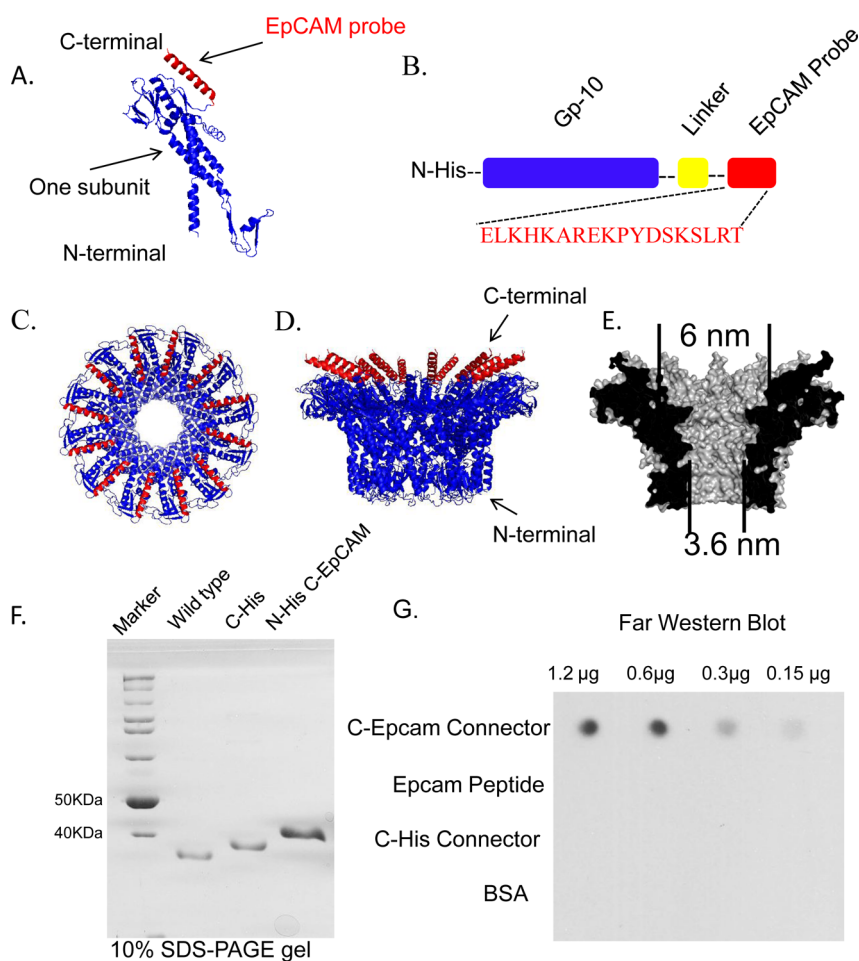 A.
C-terminal
EpCAM probe
One subunit
N-terminal
B.
Gp-10
Linker
EpCAM Probe
N-His
ELKHKAREKPYDSKSLRT
C.
D.
C-terminal
N-terminal
E.
6 nm
3.6 nm
F.
Marker
Wild type
C-His
N-His C-EpCAM
50KDa
40KDa
10% SDS-PAGE gel
G.
Far Western Blot
1.2 µg
0.6µg
0.3µg
0.15 µg
C-Epcam Connector
Epcam Peptide
C-His Connector
BSA